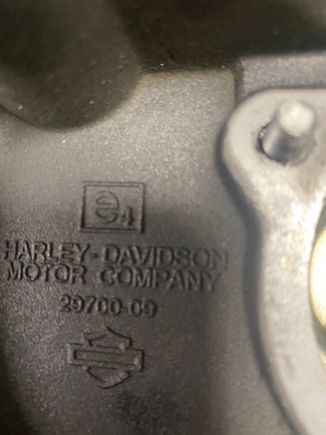 e4
HARLEY-DAVIDSON
MOTOR COMPANY
29700-09